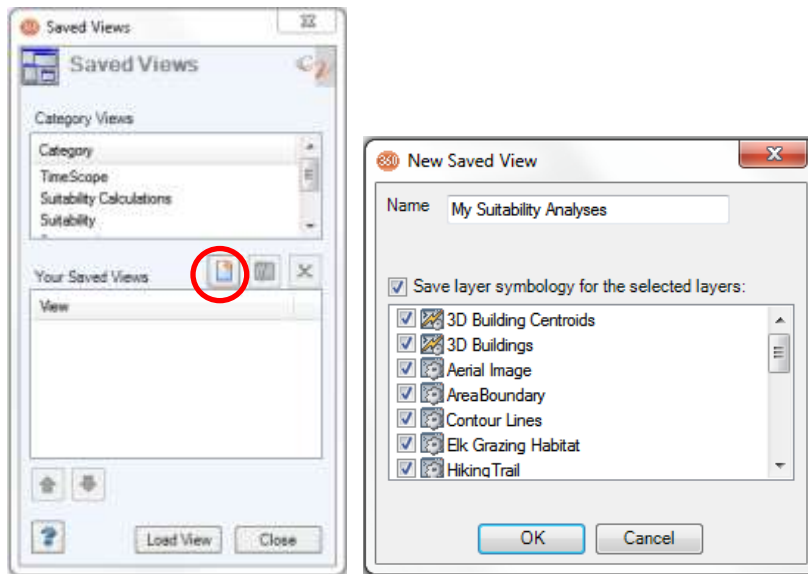 Saved Views
Saved Views
Category Views
Category
TimeScope
Suitability Calculations
Suitability
Your Saved Views
View
Load View
Close
360 New Saved View
Name My Suitability Analyses
Save layer symbology for the selected layers:
3D Building Centroids
3D Buildings
Aerial Image
AreaBoundary
Contour Lines
Elk Grazing Habitat
HikingTrail
OK
Cancel